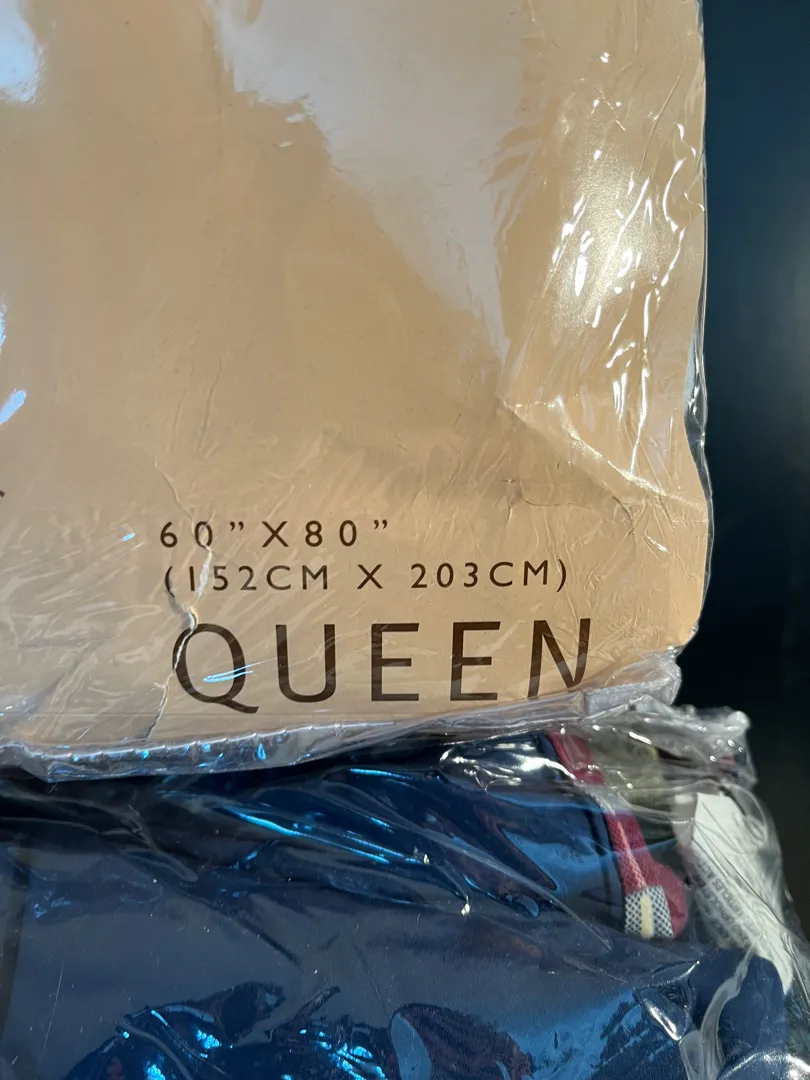 60”X80”
(152CM X 203CM)
QUEEN